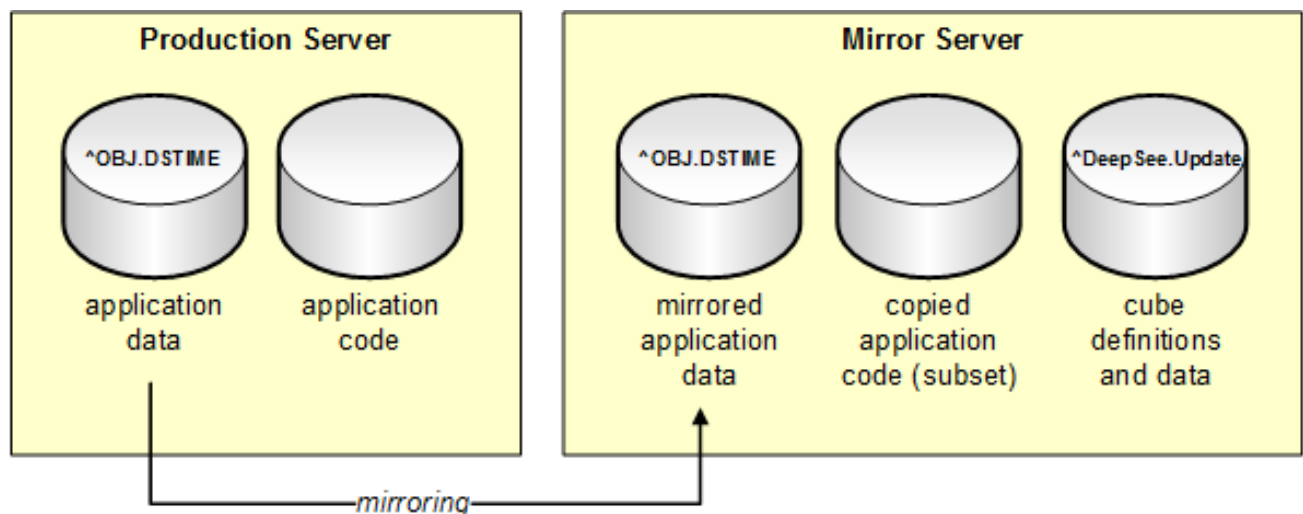 Production Server
Mirror Server
^OBJ.DSTIME
^OBJ.DSTIME
^DeepSee.Update
application
data
application
code
mirrored
application
data
copied
application
code (subset)
cube
definitions
and data
mirroring